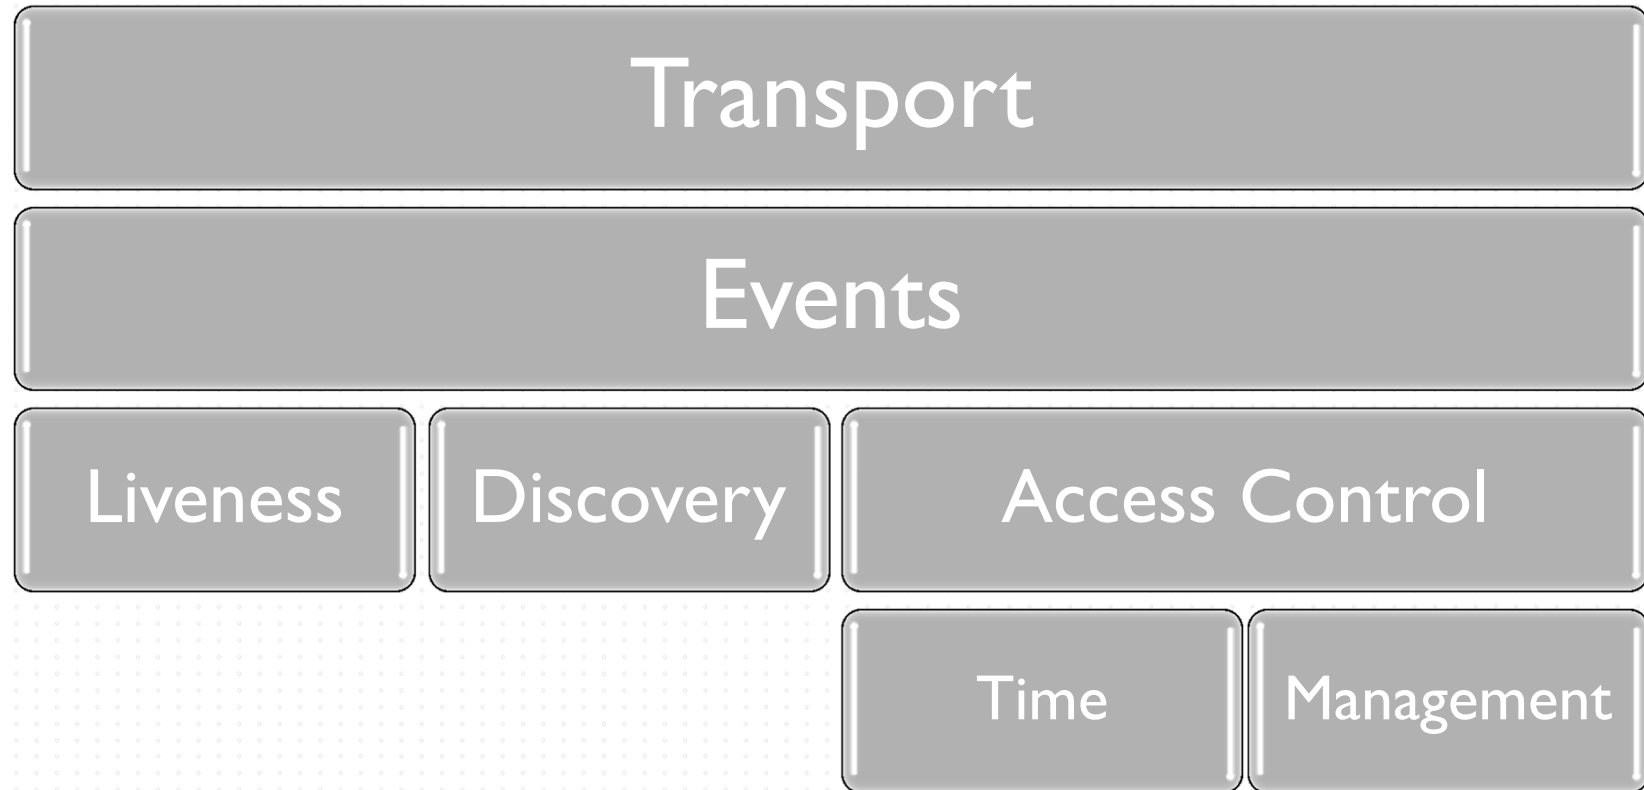 Transport
Events
Liveness Discovery Access Control
Time Management